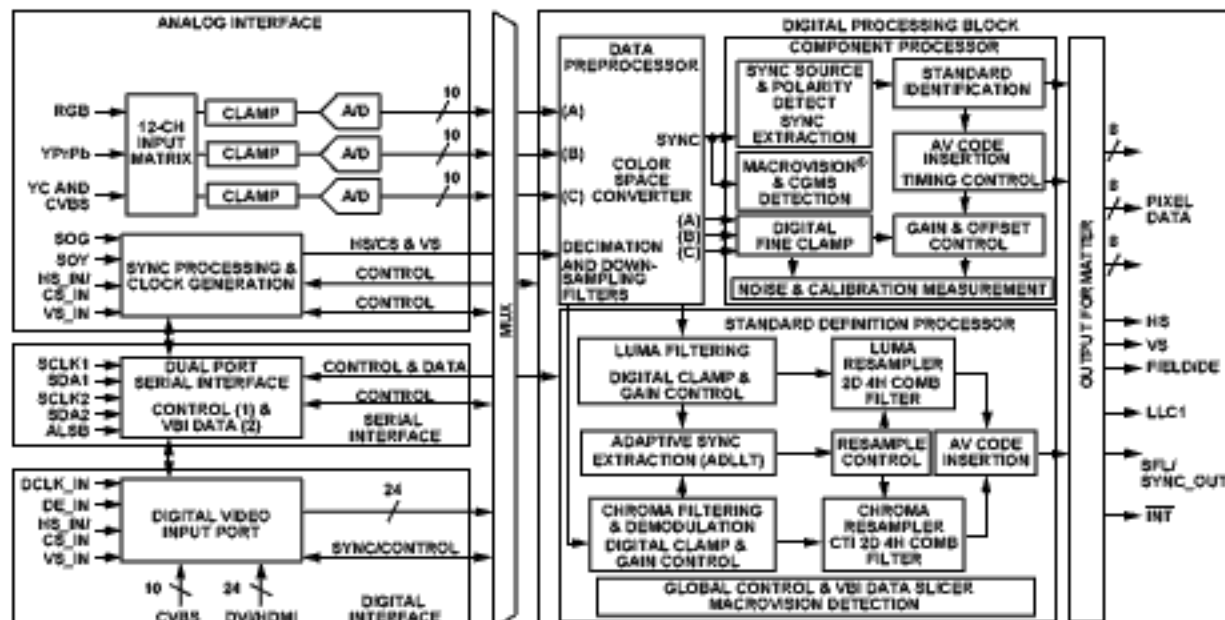 ANALOG INTERFACE
RGB
YPrPb
YC AND
CVBS
12-CH
INPUT
MATRIX
CLAMP
A/D
10
CLAMP
A/D
10
CLAMP
A/D
10
SOG
SOY
HS_IN/
CS_IN
VS_IN
SYNC PROCESSING &
CLOCK GENERATION
HS/CS & VS
CONTROL
CONTROL
SCLK1
SDA1
SCLK2
SDA2
ALSB
DUAL PORT
SERIAL INTERFACE
CONTROL (1) &
VBI DATA (2)
CONTROL & DATA
CONTROL
SERIAL
INTERFACE
DCLK_IN
DE_IN
HS_IN/
CS_IN
VS_IN
DIGITAL VIDEO
INPUT PORT
24
SYNC/CONTROL
10
24
CVBS
DVI/HDMI
DIGITAL
INTERFACE
MUX
DIGITAL PROCESSING BLOCK
DATA
PREPROCESSOR
(A)
(B)
(C)
SYNC
COLOR
SPACE
CONVERTER
(A)
(B)
(C)
DECIMATION
AND DOWN-
SAMPLING
FILTERS
COMPONENT PROCESSOR
SYNC SOURCE
& POLARITY
DETECT
SYNC
EXTRACTION
STANDARD
IDENTIFICATION
MACROVISION®
& CGMS
DETECTION
AV CODE
INSERTION
TIMING CONTROL
DIGITAL
FINE CLAMP
GAIN & OFFSET
CONTROL
NOISE & CALIBRATION MEASUREMENT
STANDARD DEFINITION PROCESSOR
LUMA FILTERING
DIGITAL CLAMP &
GAIN CONTROL
LUMA
RESAMPLER
2D 4H COMB
FILTER
ADAPTIVE SYNC
EXTRACTION (ADLLT)
RESAMPLE
CONTROL
AV CODE
INSERTION
CHROMA FILTERING
& DEMODULATION
DIGITAL CLAMP &
GAIN CONTROL
CHROMA
RESAMPLER
CTI 2D 4H COMB
FILTER
GLOBAL CONTROL & VBI DATA SLICER
MACROVISION DETECTION
OUTPUT FORMATTER
8
8
PIXEL
DATA
8
HS
VS
FIELD/DE
LLC1
SFL/
SYNC_OUT
INT